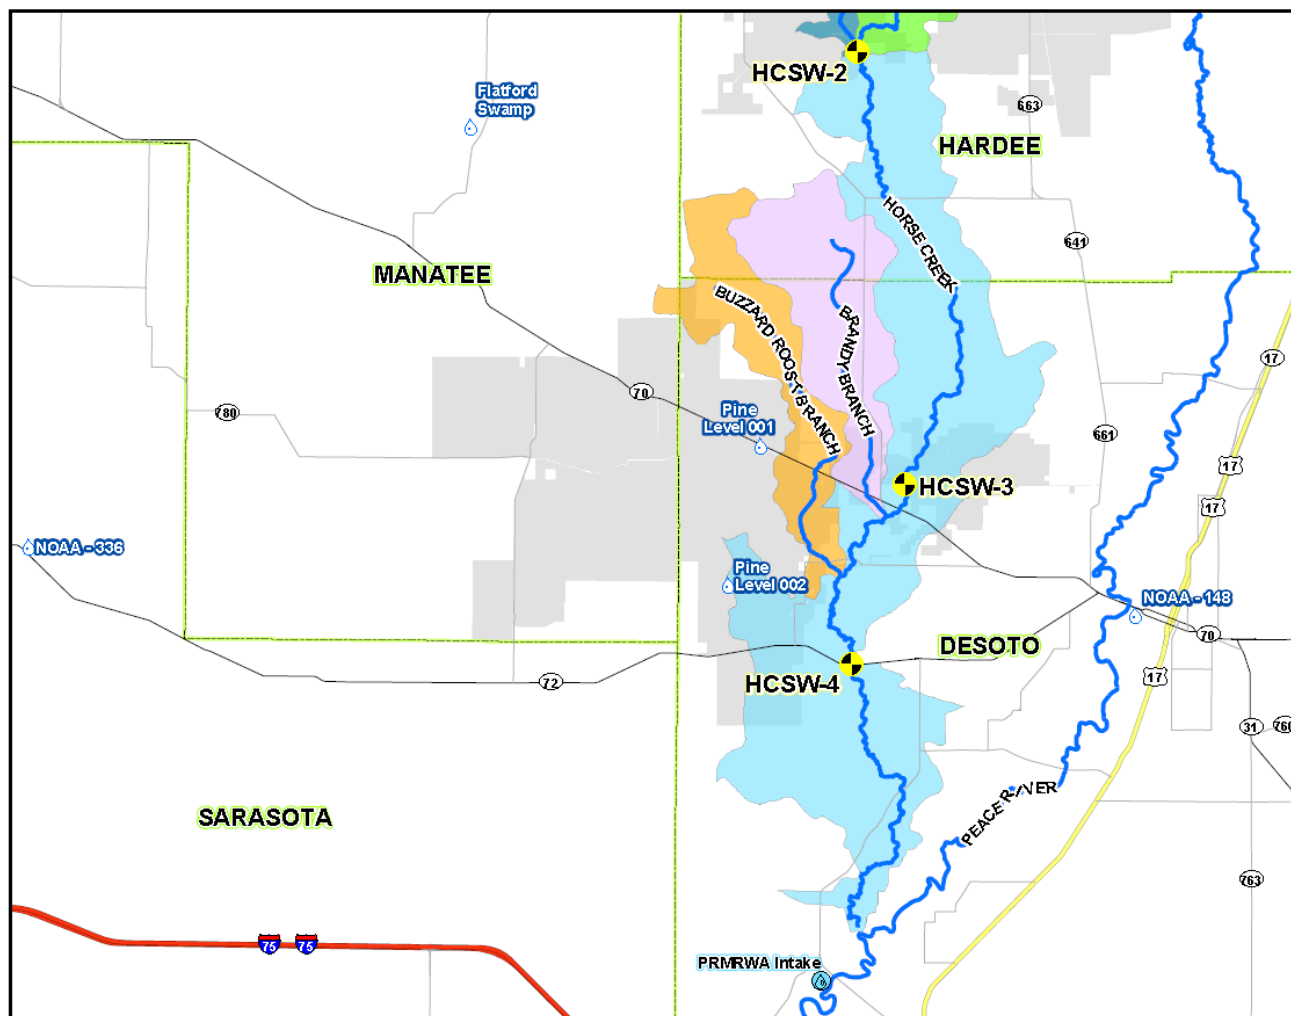 HCSW-2
Flatford
Swamp
663
HARDEE
HORSE CREEK
641
MANATEE
BUZZARD ROOST BRANCH
BRANDY BRANCH
17
70
780
Pine
Level 001
661
17
HCSW-3
17
NOAA - 336
Pine
Level 002
NOAA - 148
70
DESOTO
72
HCSW-4
17
31
760
PEACE RIVER
SARASOTA
763
75
75
PRMRWA Intake